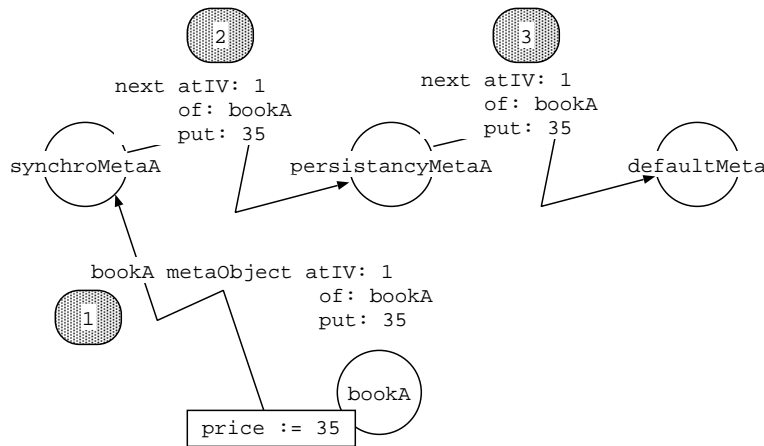 2
3
next atIV: 1
of: bookA
put: 35
next atIV: 1
of: bookA
put: 35
synchroMetaA
persistancyMetaA
defaultMeta
bookA metaObject atIV: 1
of: bookA
put: 35
1
bookA
price := 35